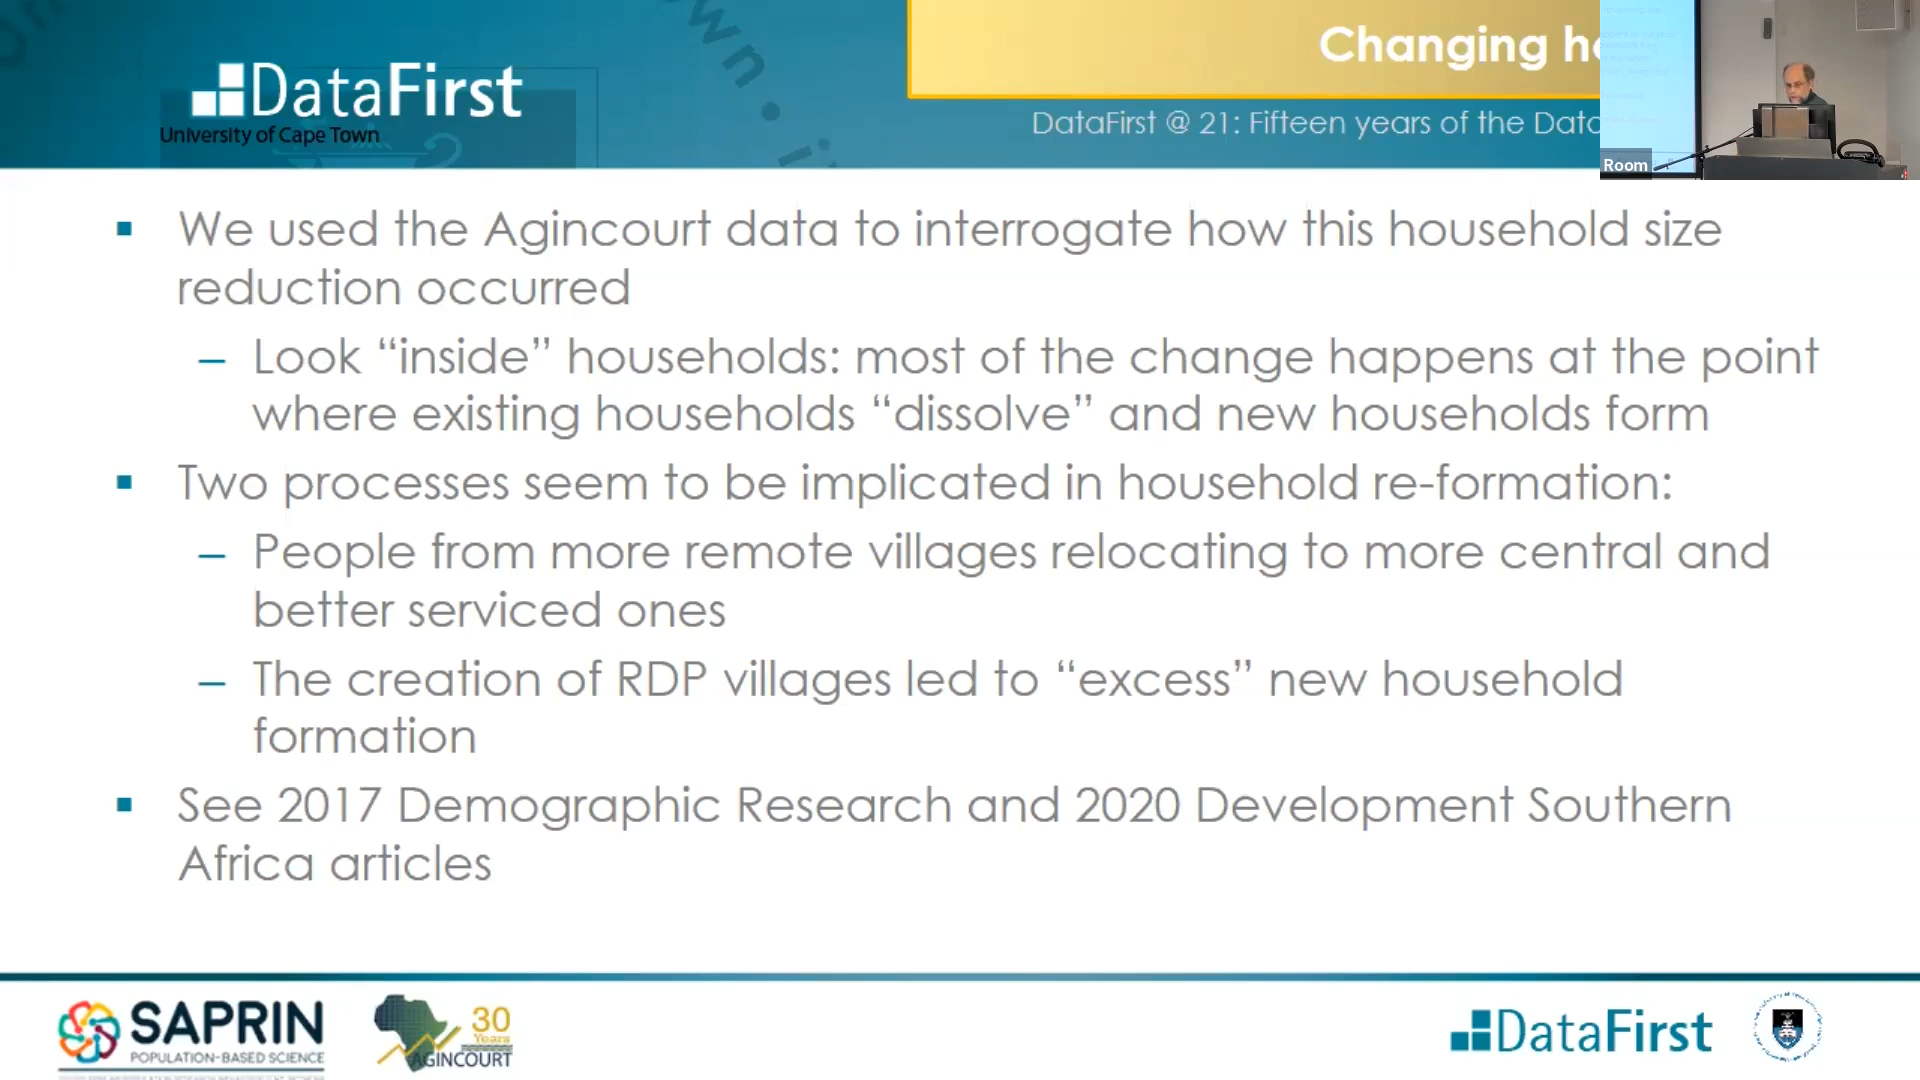 DataFirst
University of Cape Town
Changing
DataFirst @ 21: Fifteen years of the
Room
▪ We used the Agincourt data to interrogate how this household size
reduction occurred
– Look “inside” households: most of the change happens at the point
where existing households “dissolve” and new households form
▪ Two processes seem to be implicated in household re-formation:
– People from more remote villages relocating to more central and
better serviced ones
– The creation of RDP villages led to “excess” new household
formation
▪ See 2017 Demographic Research and 2020 Development Southern
Africa articles
SAPRIN
POPULATION-BASED SCIENCE
30
Years
AGINCOURT
DataFirst